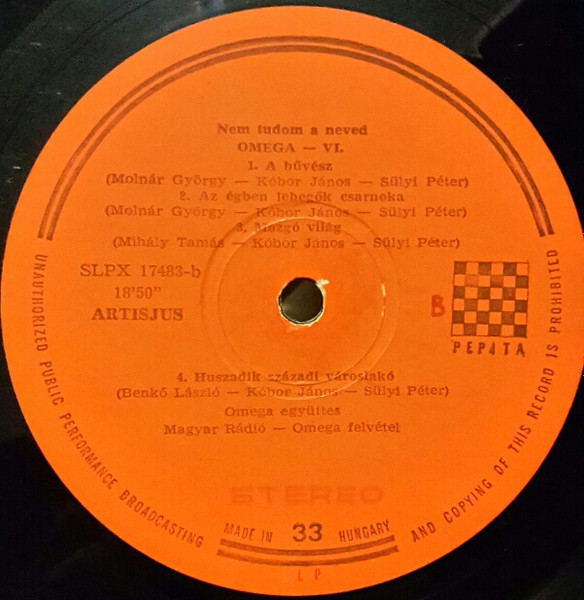 Nem tudom a neved
OMEGA — VI.
1. A bűvész
(Molnár György — Kóbor János — Sülyi Péter)
2. Az égben lebegők csarnoka
(Molnár György — Kóbor János — Sülyi Péter)
3. Mozgó világ
(Mihály Tamás — Kóbor János — Sülyi Péter)
SLPX 17483-b
18'50"
ARTISJUS
B
PEPITA
4. Huszadik századi városlakó
(Benkő László — Kóbor János — Sülyi Péter)
Omega együttes
Magyar Rádió — Omega felvétel
STEREO
UNAUTHORIZED PUBLIC PERFORMANCE BROADCASTING
MADE IN 33 HUNGARY
AND COPYING OF THIS RECORD IS PROHIBITED
LP